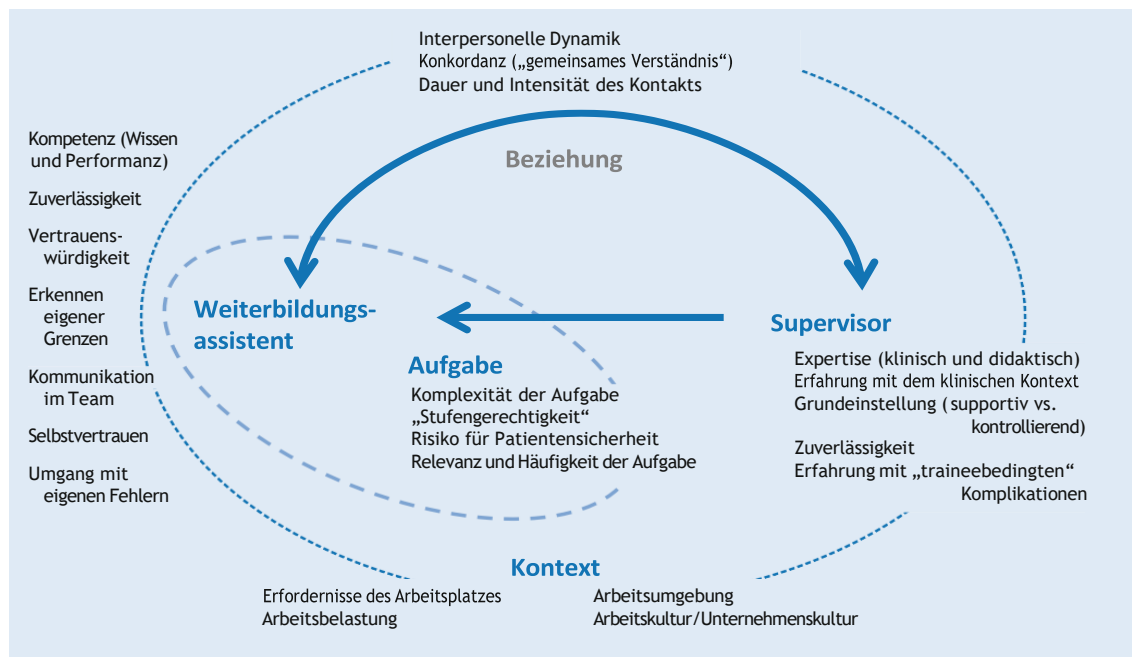 Interpersonelle Dynamik
Konkordanz („gemeinsames Verständnis“)
Dauer und Intensität des Kontakts
Beziehung
Kompetenz (Wissen
und Performanz)
Zuverlässigkeit
Vertrauens-
würdigkeit
Erkennen
eigener
Grenzen
Kommunikation
im Team
Selbstvertrauen
Umgang mit
eigenen Fehlern
Weiterbildungs-
assistent
Aufgabe
Komplexität der Aufgabe
„Stufengerechtigkeit“
Risiko für Patientensicherheit
Relevanz und Häufigkeit der Aufgabe
Supervisor
Expertise (klinisch und didaktisch)
Erfahrung mit dem klinischen Kontext
Grundeinstellung (supportiv vs.
kontrollierend)
Zuverlässigkeit
Erfahrung mit „traineebedingten“
Komplikationen
Kontext
Erfordernisse des Arbeitsplatzes
Arbeitsbelastung
Arbeitsumgebung
Arbeitskultur/Unternehmenskultur